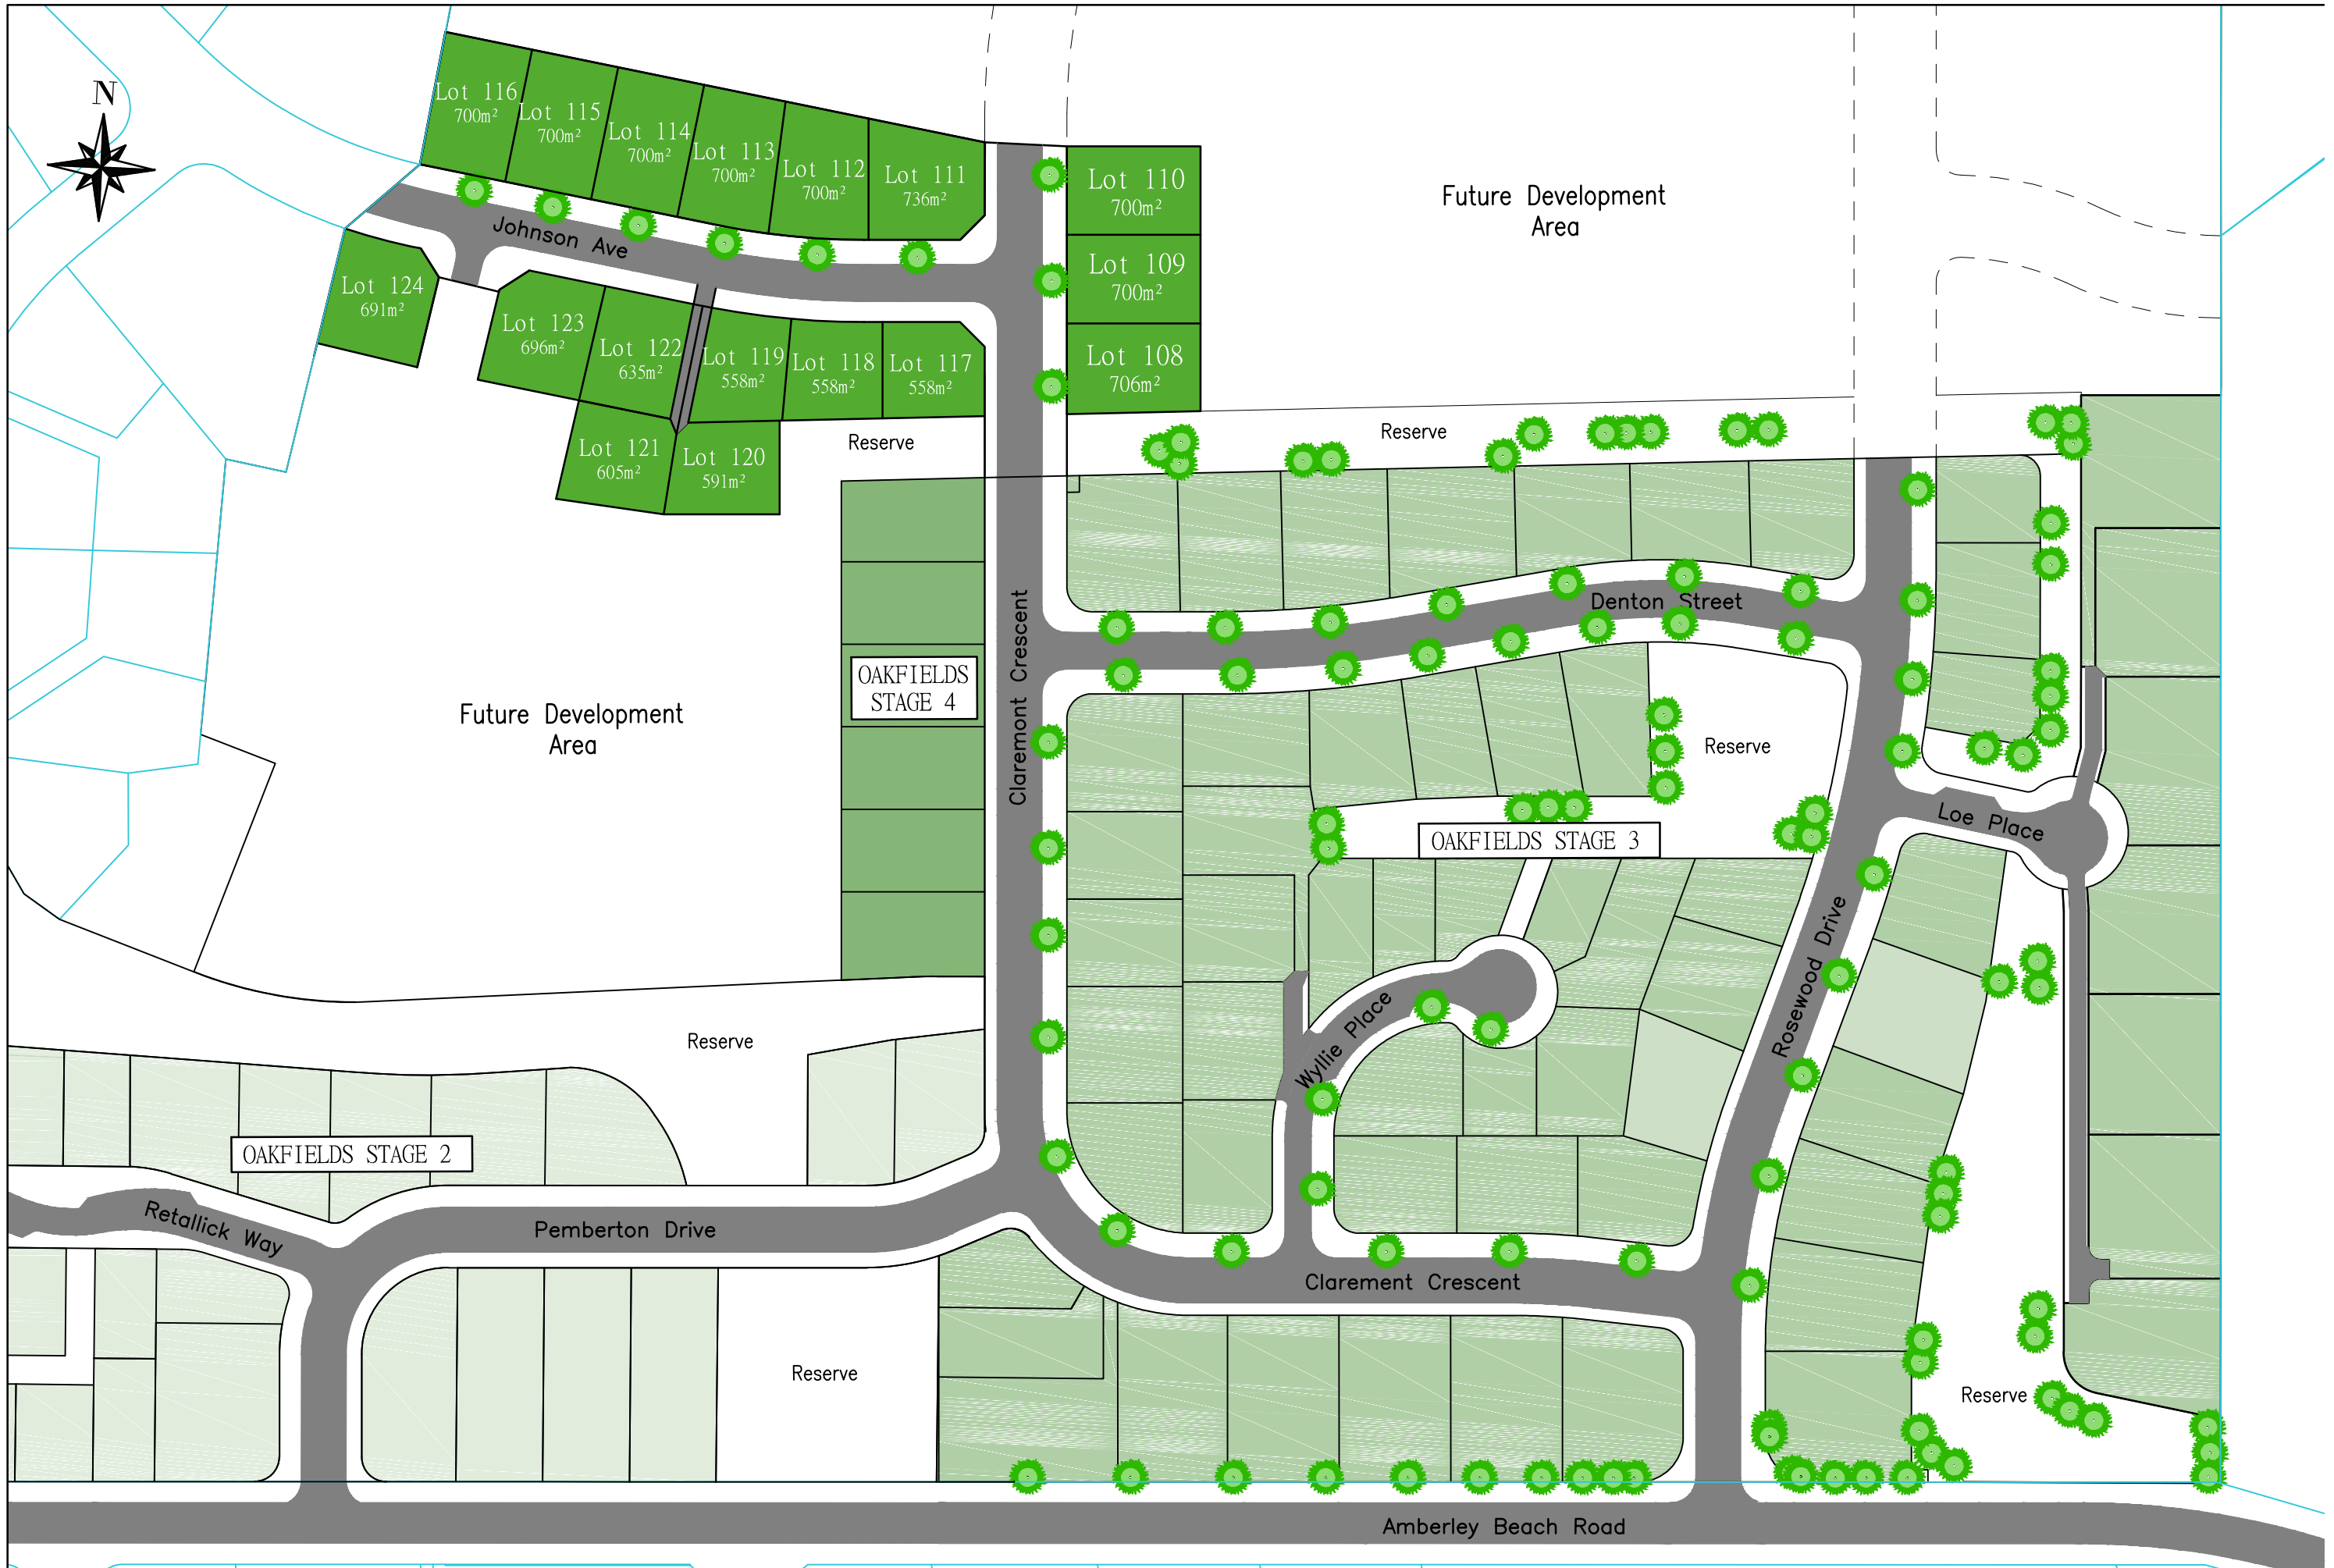 N
Lot 116
700m²
Lot 115
700m²
Lot 114
700m²
Lot 113
700m²
Lot 112
700m²
Lot 111
736m²
Lot 110
700m²
Lot 109
700m²
Lot 108
706m²
Future Development
Area
Johnson Ave
Lot 124
691m²
Lot 123
696m²
Lot 122
635m²
Lot 119
558m²
Lot 118
558m²
Lot 117
558m²
Lot 121
605m²
Lot 120
591m²
Reserve
Reserve
Denton Street
Claremont Crescent
OAKFIELDS
STAGE 4
Future Development
Area
Reserve
OAKFIELDS STAGE 3
Loe Place
Rosewood Drive
Wyllie Place
Reserve
OAKFIELDS STAGE 2
Retallick Way
Pemberton Drive
Clarement Crescent
Reserve
Reserve
Amberley Beach Road